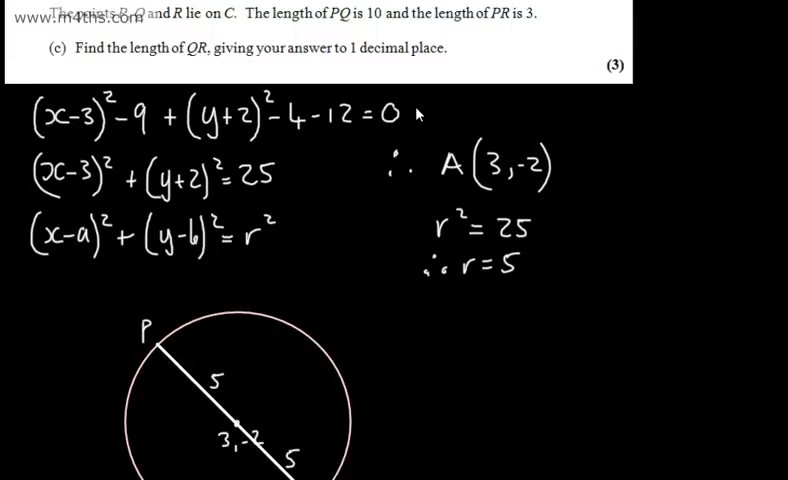 The points P, Q and R lie on C. The length of PQ is 10 and the length of PR is 3.
www.m4ths.com
(c) Find the length of QR, giving your answer to 1 decimal place.
(3)
(x-3)² - 9 + (y+2)² - 4 - 12 = 0
(x-3)² + (y+2)² = 25
∴ A(3,-2)
(x-a)² + (y-b)² = r²
r² = 25
∴ r = 5
P
5
3,-2
5